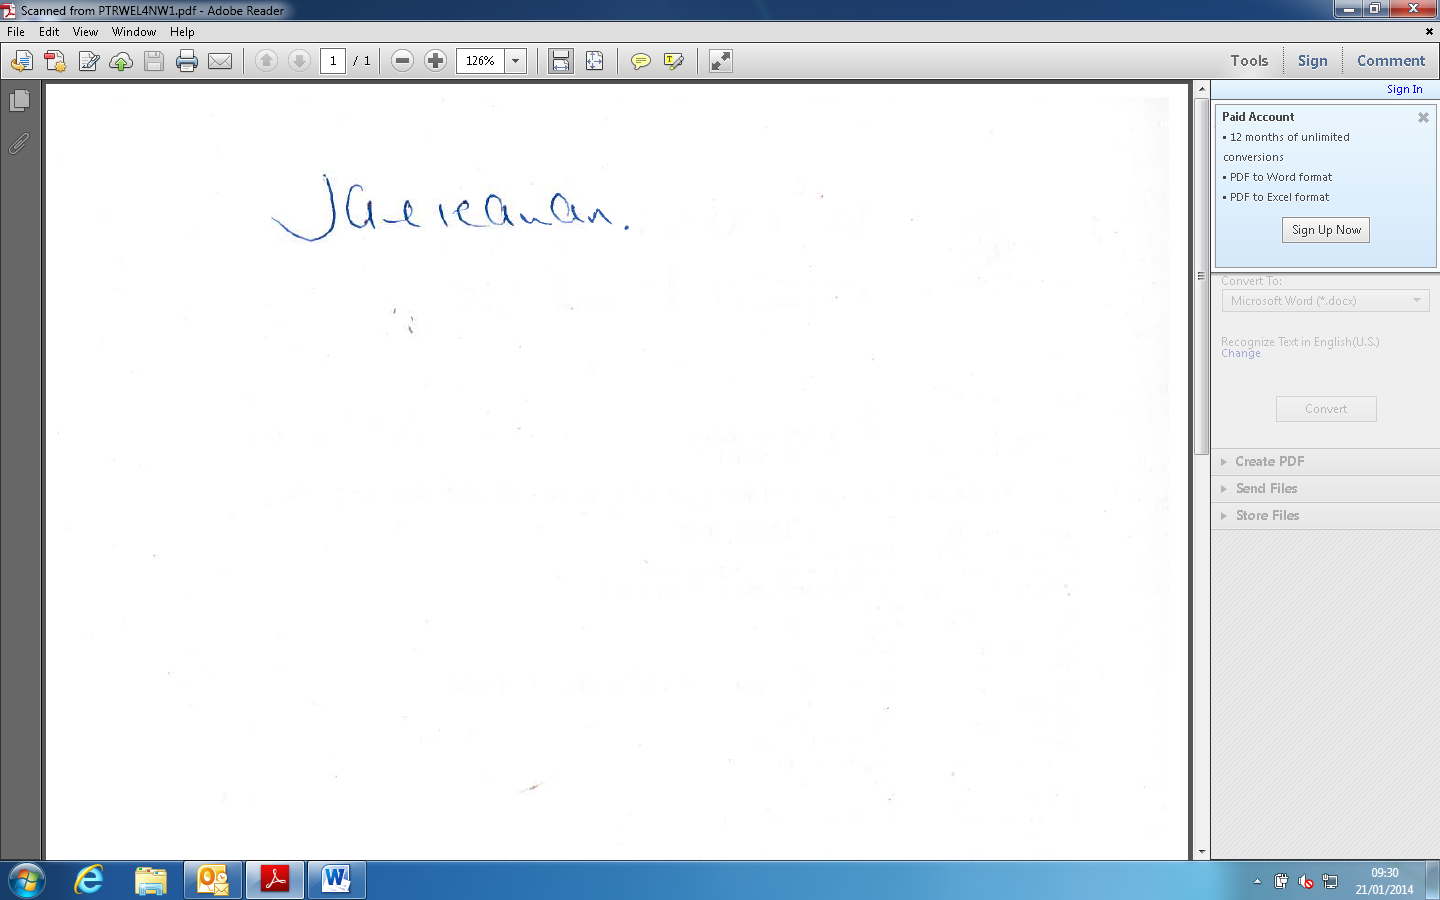 Scanned from PTRWEL4NW1.pdf - Adobe Reader
File Edit View Window Help
1 / 1 126% Tools Sign Comment
Sign In
Paid Account
▪ 12 months of unlimited
conversions
▪ PDF to Word format
▪ PDF to Excel format
Sign Up Now
Convert To:
Microsoft Word (*.docx)
Recognize Text in English(U.S.)
Change
Convert
Create PDF
Send Files
Store Files
09:30
21/01/2014